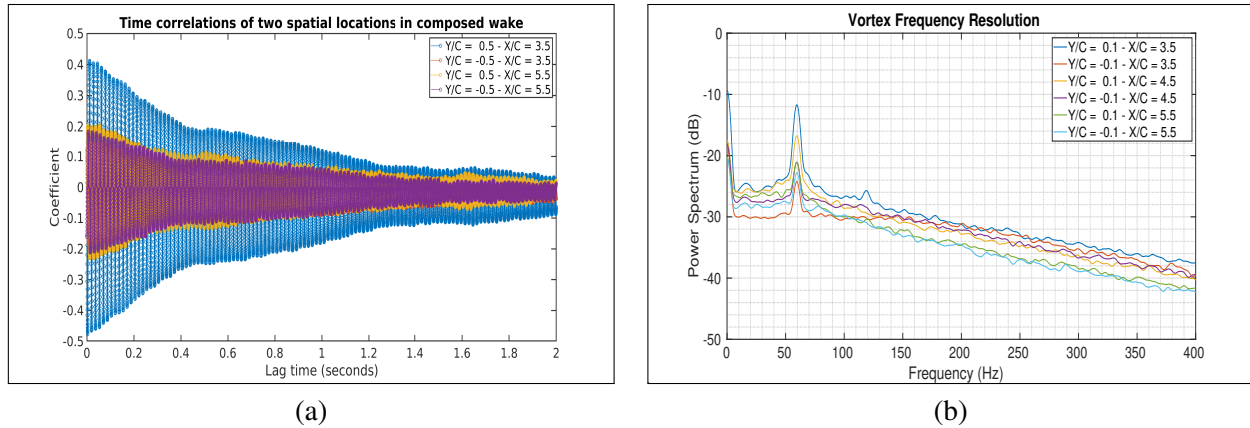 Time correlations of two spatial locations in composed wake
0.5
0.4
0.3
0.2
0.1
0
-0.1
-0.2
-0.3
-0.4
-0.5
Coefficient
Y/C = 0.5 - X/C = 3.5
Y/C = -0.5 - X/C = 3.5
Y/C = 0.5 - X/C = 5.5
Y/C = -0.5 - X/C = 5.5
0 0.2 0.4 0.6 0.8 1 1.2 1.4 1.6 1.8 2
Lag time (seconds)
(a)
Vortex Frequency Resolution
0
-10
-20
-30
-40
-50
Power Spectrum (dB)
Y/C = 0.1 - X/C = 3.5
Y/C = -0.1 - X/C = 3.5
Y/C = 0.1 - X/C = 4.5
Y/C = -0.1 - X/C = 4.5
Y/C = 0.1 - X/C = 5.5
Y/C = -0.1 - X/C = 5.5
0 50 100 150 200 250 300 350 400
Frequency (Hz)
(b)